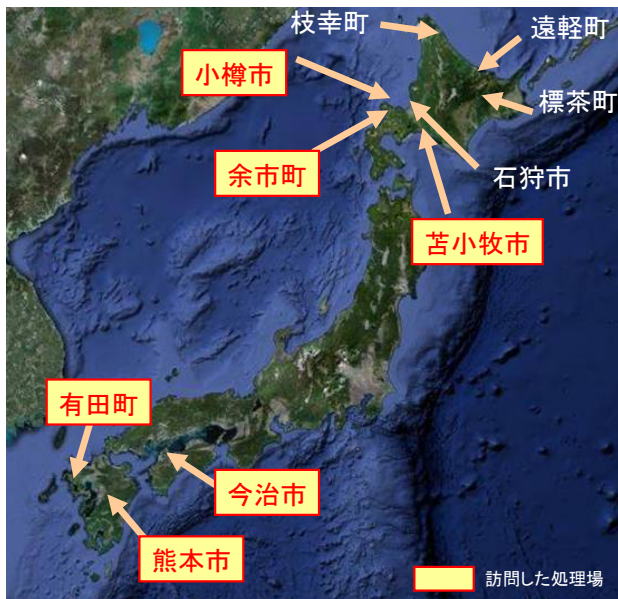 枝幸町
遠軽町
小樽市
標茶町
余市町
石狩市
苫小牧市
有田町
今治市
熊本市
訪問した処理場